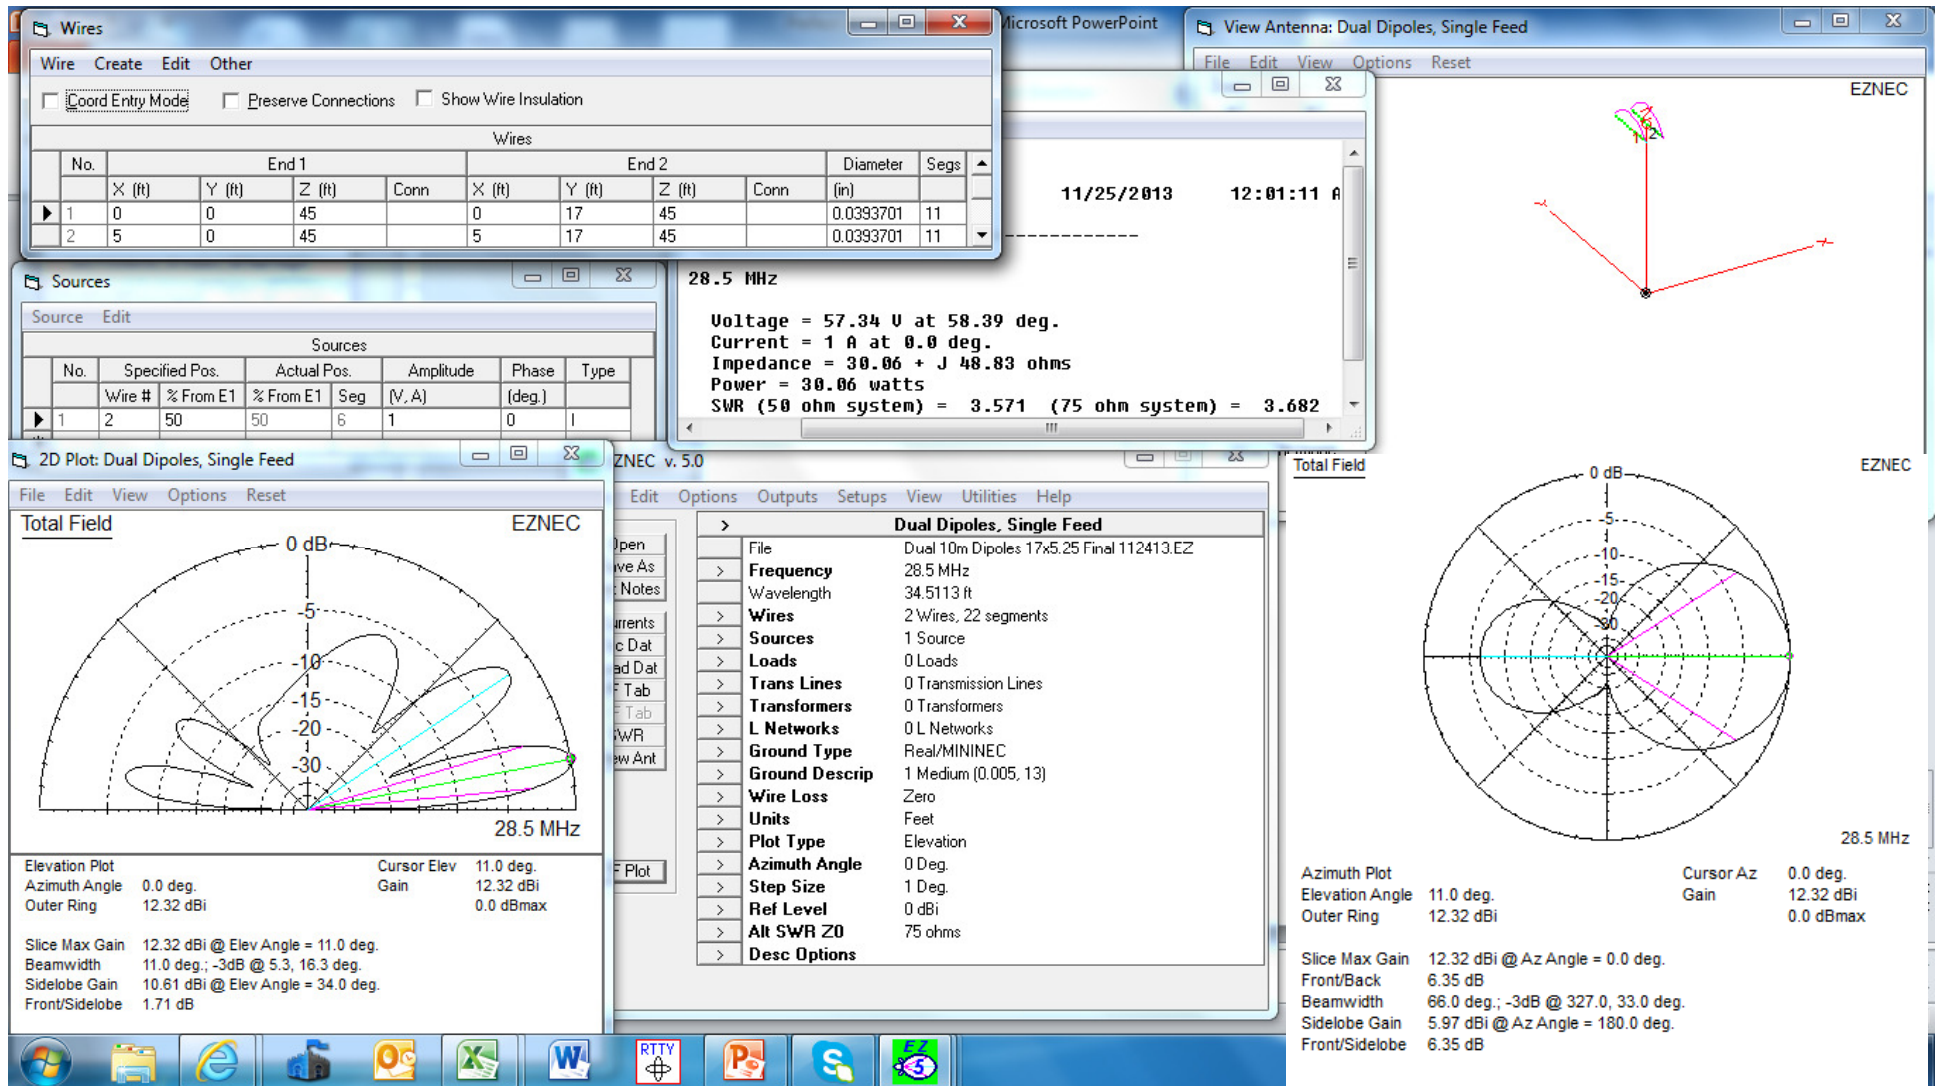 Wires
Wire Create Edit Other
Coord Entry Mode Preserve Connections Show Wire Insulation
Wires
No. End 1 End 2 Diameter Segs
X (ft) Y (ft) Z (ft) Conn X (ft) Y (ft) Z (ft) Conn (in)
1 0 0 45 0 17 45 0.0393701 11
2 5 0 45 5 17 45 0.0393701 11
Microsoft PowerPoint
View Antenna: Dual Dipoles, Single Feed
File Edit View Options Reset
EZNEC
1
2
11/25/2013 12:01:11 A
--------------
28.5 MHz
Voltage = 57.34 V at 58.39 deg.
Current = 1 A at 0.0 deg.
Impedance = 30.06 + J 48.83 ohms
Power = 30.06 watts
SWR (50 ohm system) = 3.571 (75 ohm system) = 3.682
Sources
Source Edit
Sources
No. Specified Pos. Actual Pos. Amplitude Phase Type
Wire # % From E1 % From E1 Seg (V, A) (deg.)
1 2 50 50 6 1 0 I
2D Plot: Dual Dipoles, Single Feed
File Edit View Options Reset
Total Field EZNEC
0 dB
-5
-10
-15
-20
-30
28.5 MHz
Elevation Plot Cursor Elev 11.0 deg.
Azimuth Angle 0.0 deg. Gain 12.32 dBi
Outer Ring 12.32 dBi 0.0 dBmax
Slice Max Gain 12.32 dBi @ Elev Angle = 11.0 deg.
Beamwidth 11.0 deg.; -3dB @ 5.3, 16.3 deg.
Sidelobe Gain 10.61 dBi @ Elev Angle = 34.0 deg.
Front/Sidelobe 1.71 dB
ZNEC v. 5.0
Edit Options Outputs Setups View Utilities Help
Open
ve As
Notes
urrents
c Dat
ad Dat
F Tab
F Tab
SWR
ew Ant
F Plot
> Dual Dipoles, Single Feed
File Dual 10m Dipoles 17x5.25 Final 112413.EZ
> Frequency 28.5 MHz
Wavelength 34.5113 ft
> Wires 2 Wires, 22 segments
> Sources 1 Source
> Loads 0 Loads
> Trans Lines 0 Transmission Lines
> Transformers 0 Transformers
> L Networks 0 L Networks
> Ground Type Real/MININEC
> Ground Descrip 1 Medium (0.005, 13)
> Wire Loss Zero
> Units Feet
> Plot Type Elevation
> Azimuth Angle 0 Deg.
> Step Size 1 Deg.
> Ref Level 0 dBi
> Alt SWR Z0 75 ohms
> Desc Options
Total Field EZNEC
0 dB
-5
-10
-15
-20
-30
28.5 MHz
Azimuth Plot Cursor Az 0.0 deg.
Elevation Angle 11.0 deg. Gain 12.32 dBi
Outer Ring 12.32 dBi 0.0 dBmax
Slice Max Gain 12.32 dBi @ Az Angle = 0.0 deg.
Front/Back 6.35 dB
Beamwidth 66.0 deg.; -3dB @ 327.0, 33.0 deg.
Sidelobe Gain 5.97 dBi @ Az Angle = 180.0 deg.
Front/Sidelobe 6.35 dB
RTTY
EZ
5